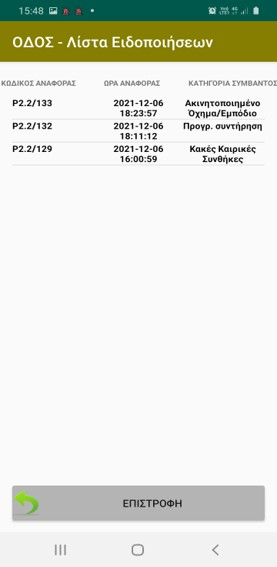 15:48
ΟΔΟΣ - Λίστα Ειδοποιήσεων
ΚΩΔΙΚΟΣ ΑΝΑΦΟΡΑΣ ΩΡΑ ΑΝΑΦΟΡΑΣ ΚΑΤΗΓΟΡΙΑ ΣΥΜΒΑΝΤΟΣ
P2.2/133 2021-12-06 18:23:57 Ακινητοποιημένο Όχημα/Εμπόδιο
P2.2/132 2021-12-06 18:11:12 Προγρ. συντήρηση
P2.2/129 2021-12-06 16:00:59 Κακές Καιρικές Συνθήκες
ΕΠΙΣΤΡΟΦΗ